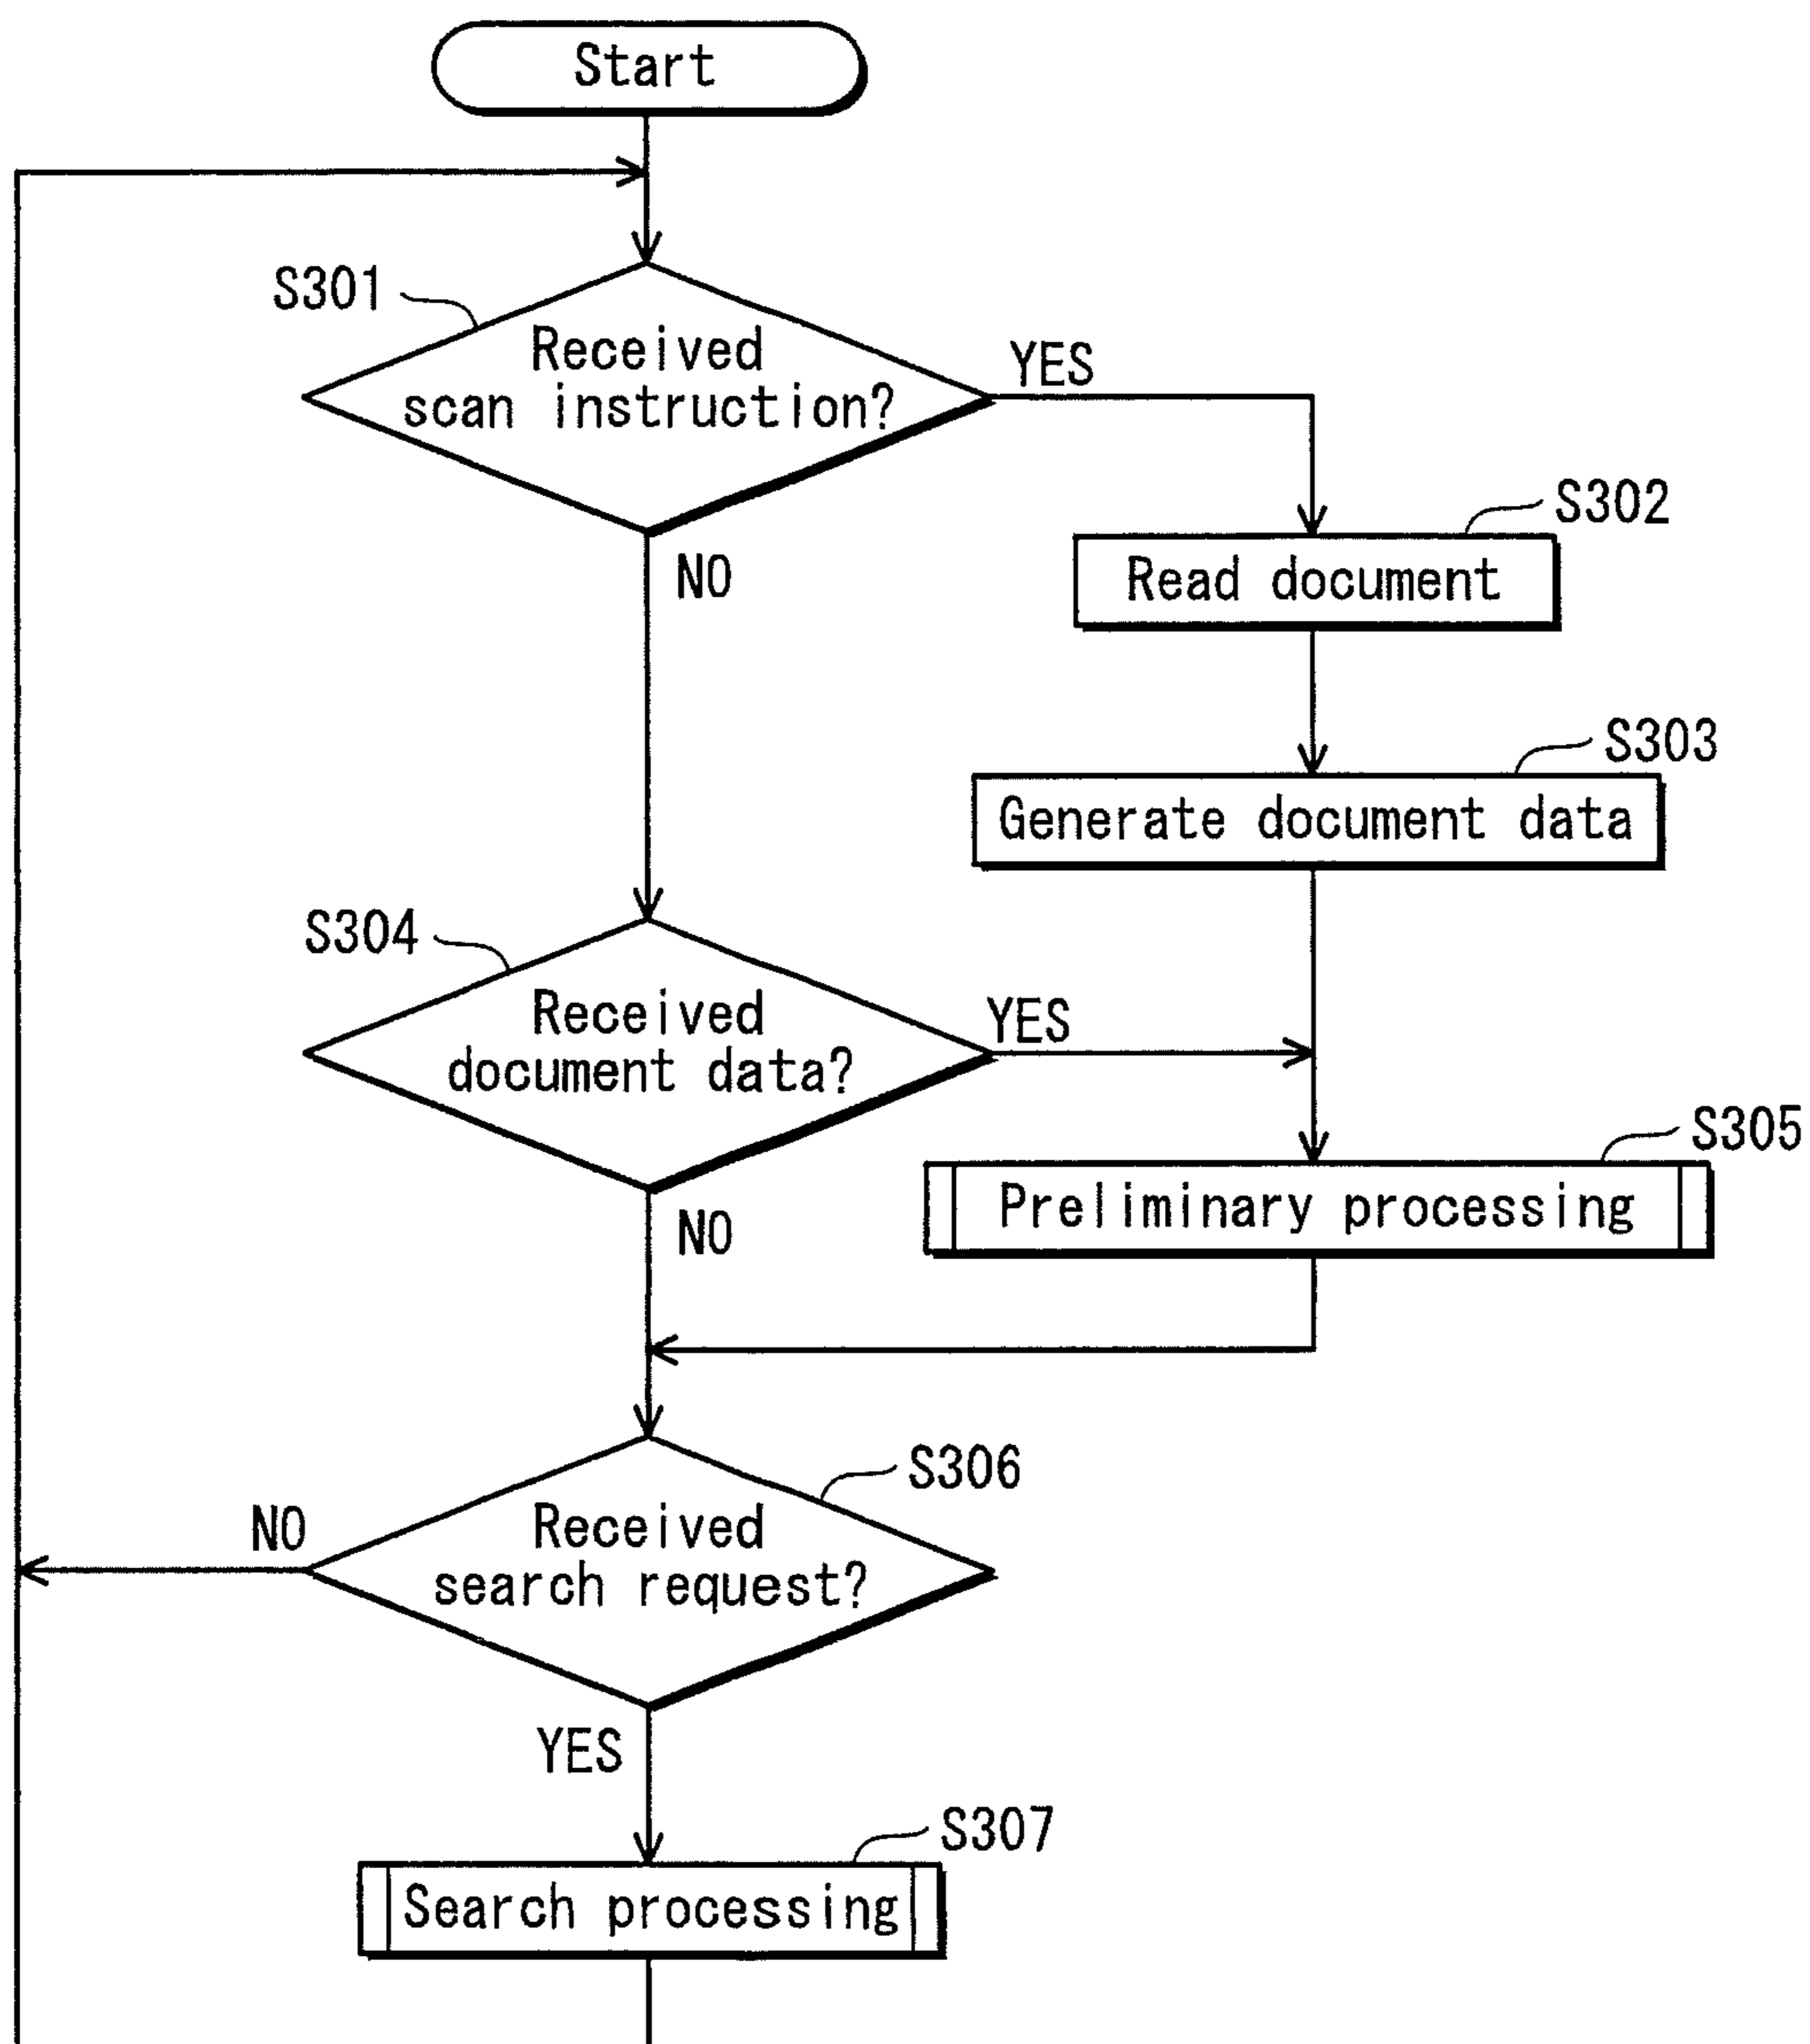 Start
S301
Received
scan instruction?
YES
NO
S302
Read document
S303
Generate document data
S304
Received
document data?
YES
NO
S305
Preliminary processing
S306
Received
search request?
NO
YES
S307
Search processing